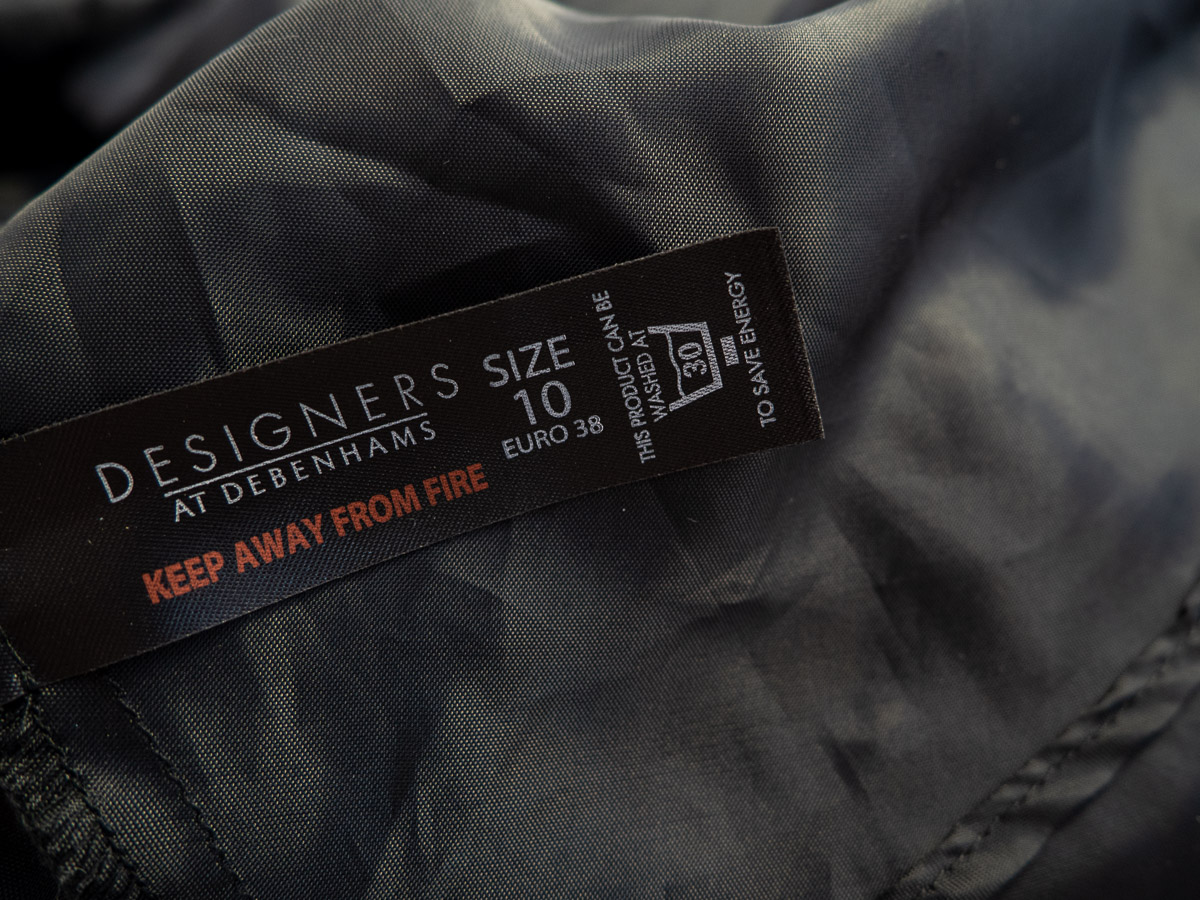 DESIGNERS
AT DEBENHAMS
KEEP AWAY FROM FIRE
SIZE
10
EURO 38
THIS PRODUCT CAN BE
WASHED AT
30
TO SAVE ENERGY